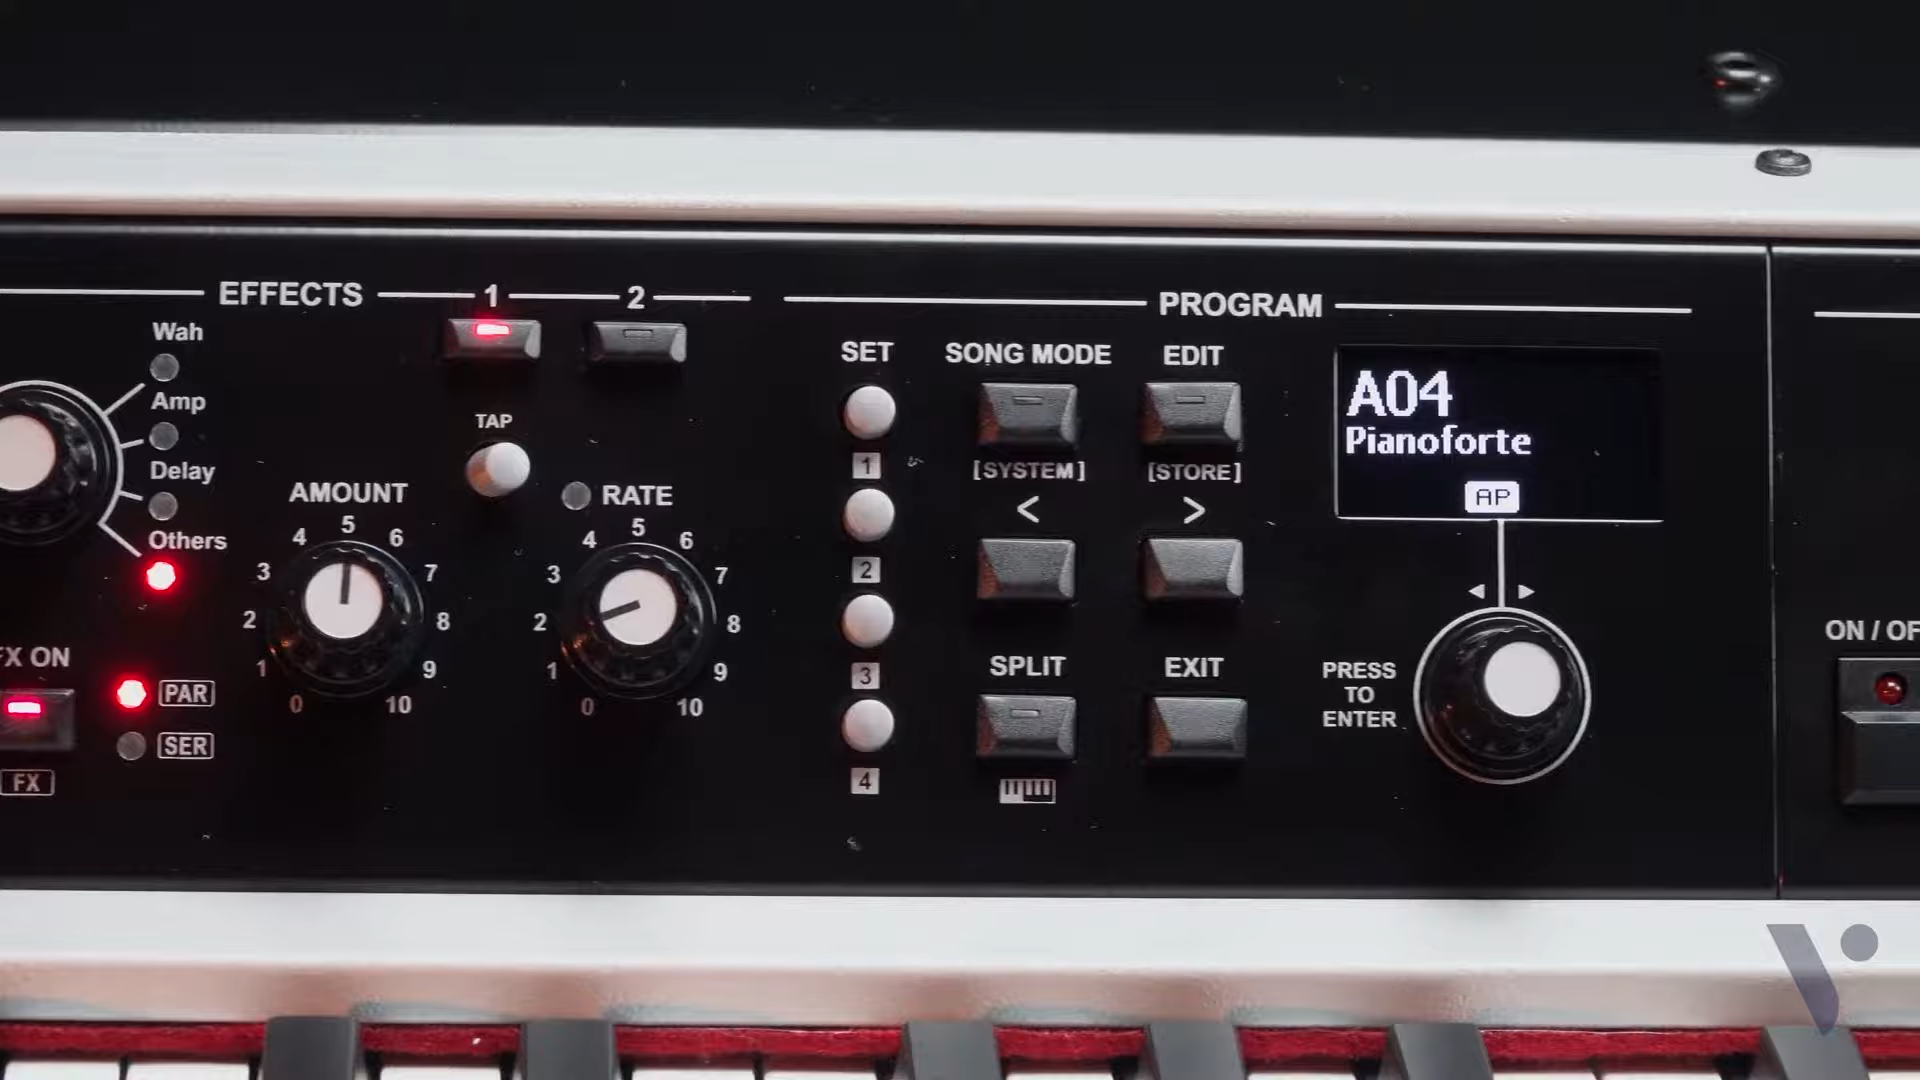 EFFECTS
1
2
Wah
Amp
Delay
Others
TAP
AMOUNT
0 1 2 3 4 5 6 7 8 9 10
RATE
0 1 2 3 4 5 6 7 8 9 10
FX ON
PAR
SER
FX
PROGRAM
SET
1
2
3
4
SONG MODE
[SYSTEM]
<
SPLIT
EDIT
[STORE]
>
EXIT
A04
Pianoforte
AP
PRESS
TO
ENTER
ON / OF